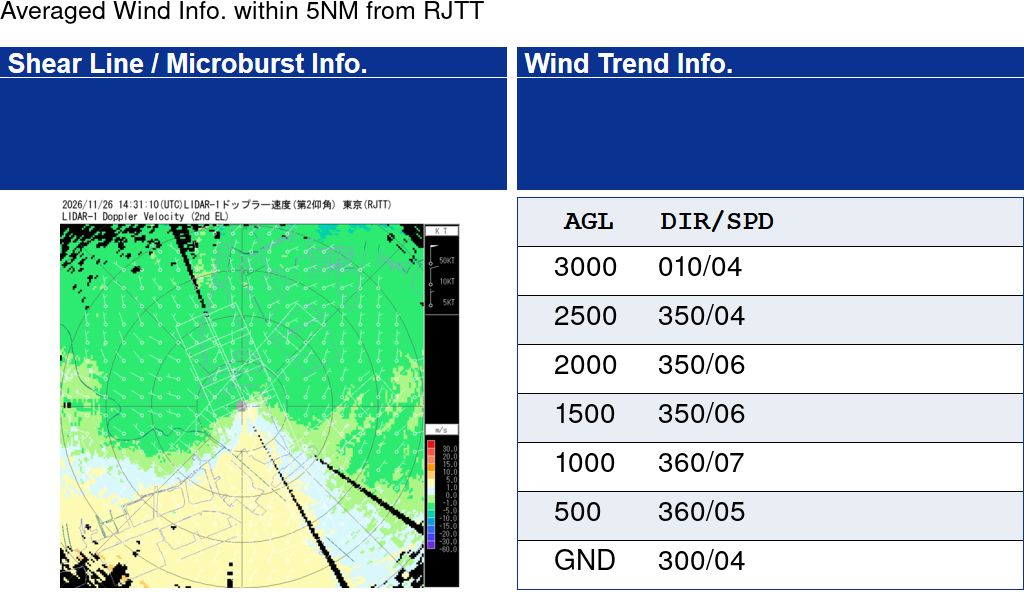 Averaged Wind Info. within 5NM from RJTT
Shear Line / Microburst Info.
Wind Trend Info.
2026/11/26 14:31:10(UTC)LIDAR-1ドップラー速度(第2仰角) 東京(RJTT)
LIDAR-1 Doppler Velocity (2nd EL)
K T
50KT
10KT
5KT
m/s
30.0
20.0
15.0
10.0
5.0
1.0
0.0
-1.0
-5.0
-10.0
-15.0
-20.0
-30.0
-60.0
AGL DIR/SPD
3000 010/04
2500 350/04
2000 350/06
1500 350/06
1000 360/07
500 360/05
GND 300/04